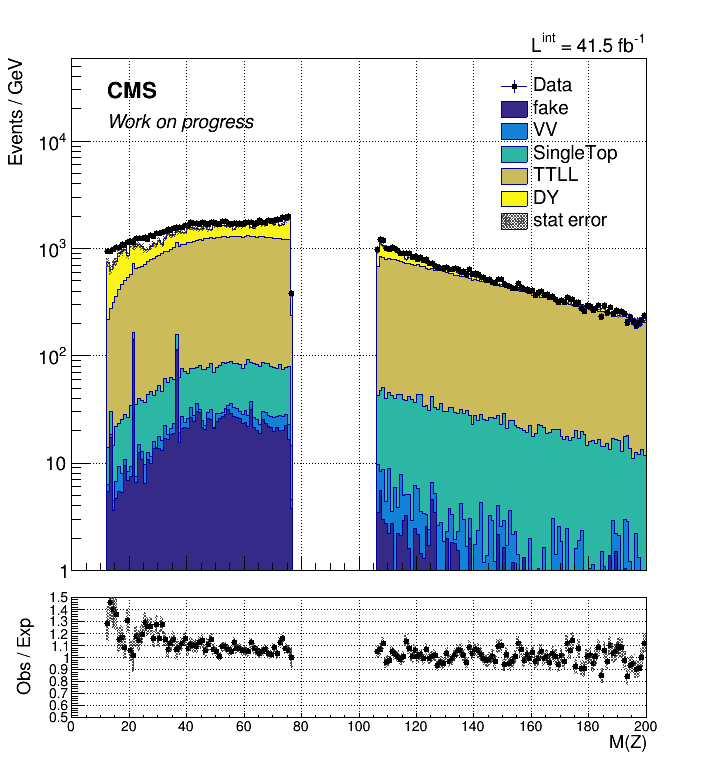 L^int = 41.5 fb^-1
Events / GeV
CMS
Work on progress
Data
fake
VV
SingleTop
TTLL
DY
stat error
10^4
10^3
10^2
10
1
Obs / Exp
1.5
1.4
1.3
1.2
1.1
1
0.9
0.8
0.7
0.6
0.5
0 20 40 60 80 100 120 140 160 180 200
M(Z)